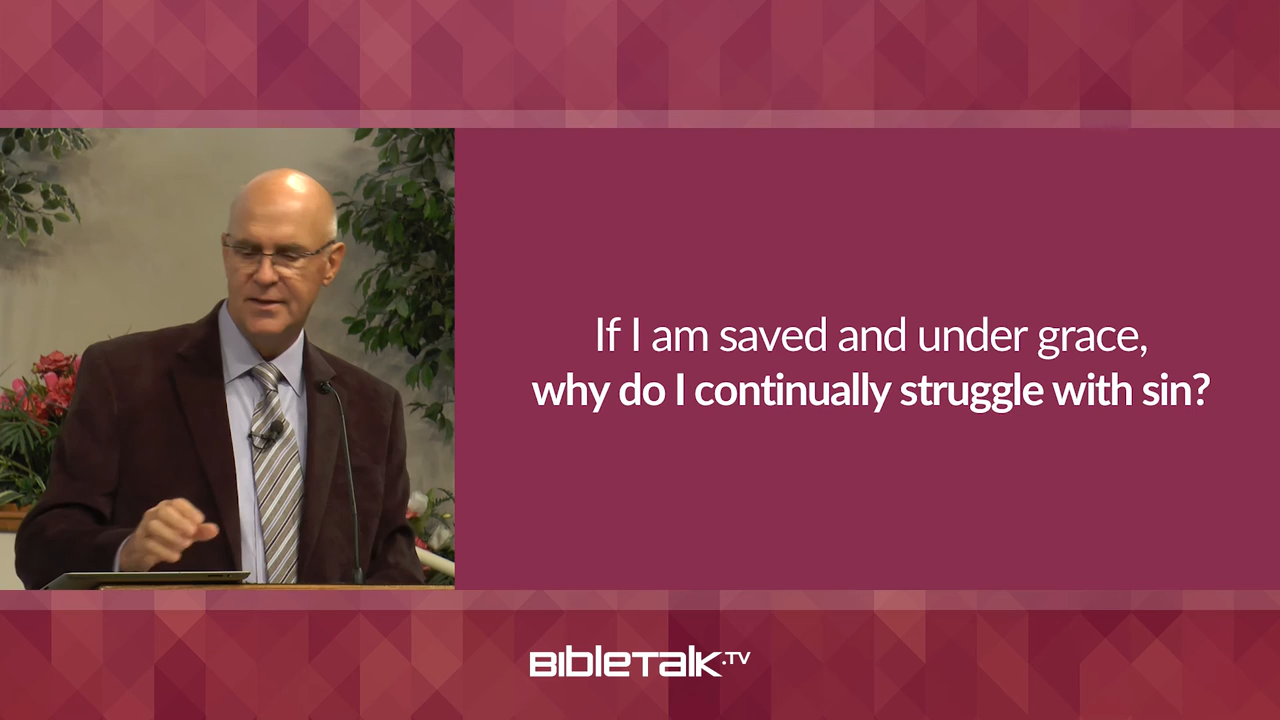 If I am saved and under grace,
why do I continually struggle with sin?
BIBLETALK.TV